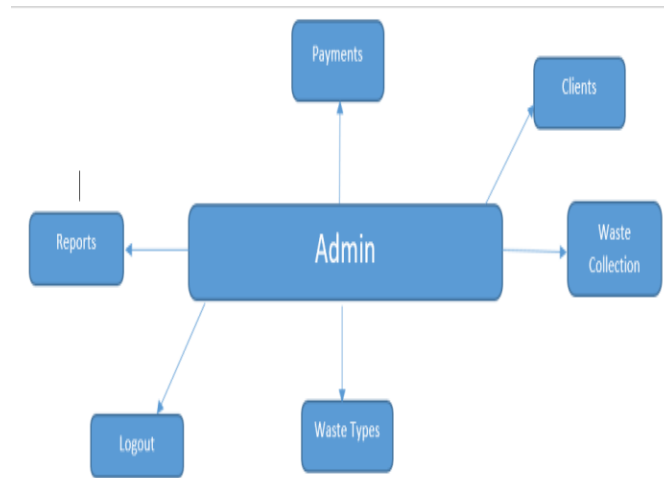 Payments
Clients
Reports
Admin
Waste
Collection
Logout
Waste Types